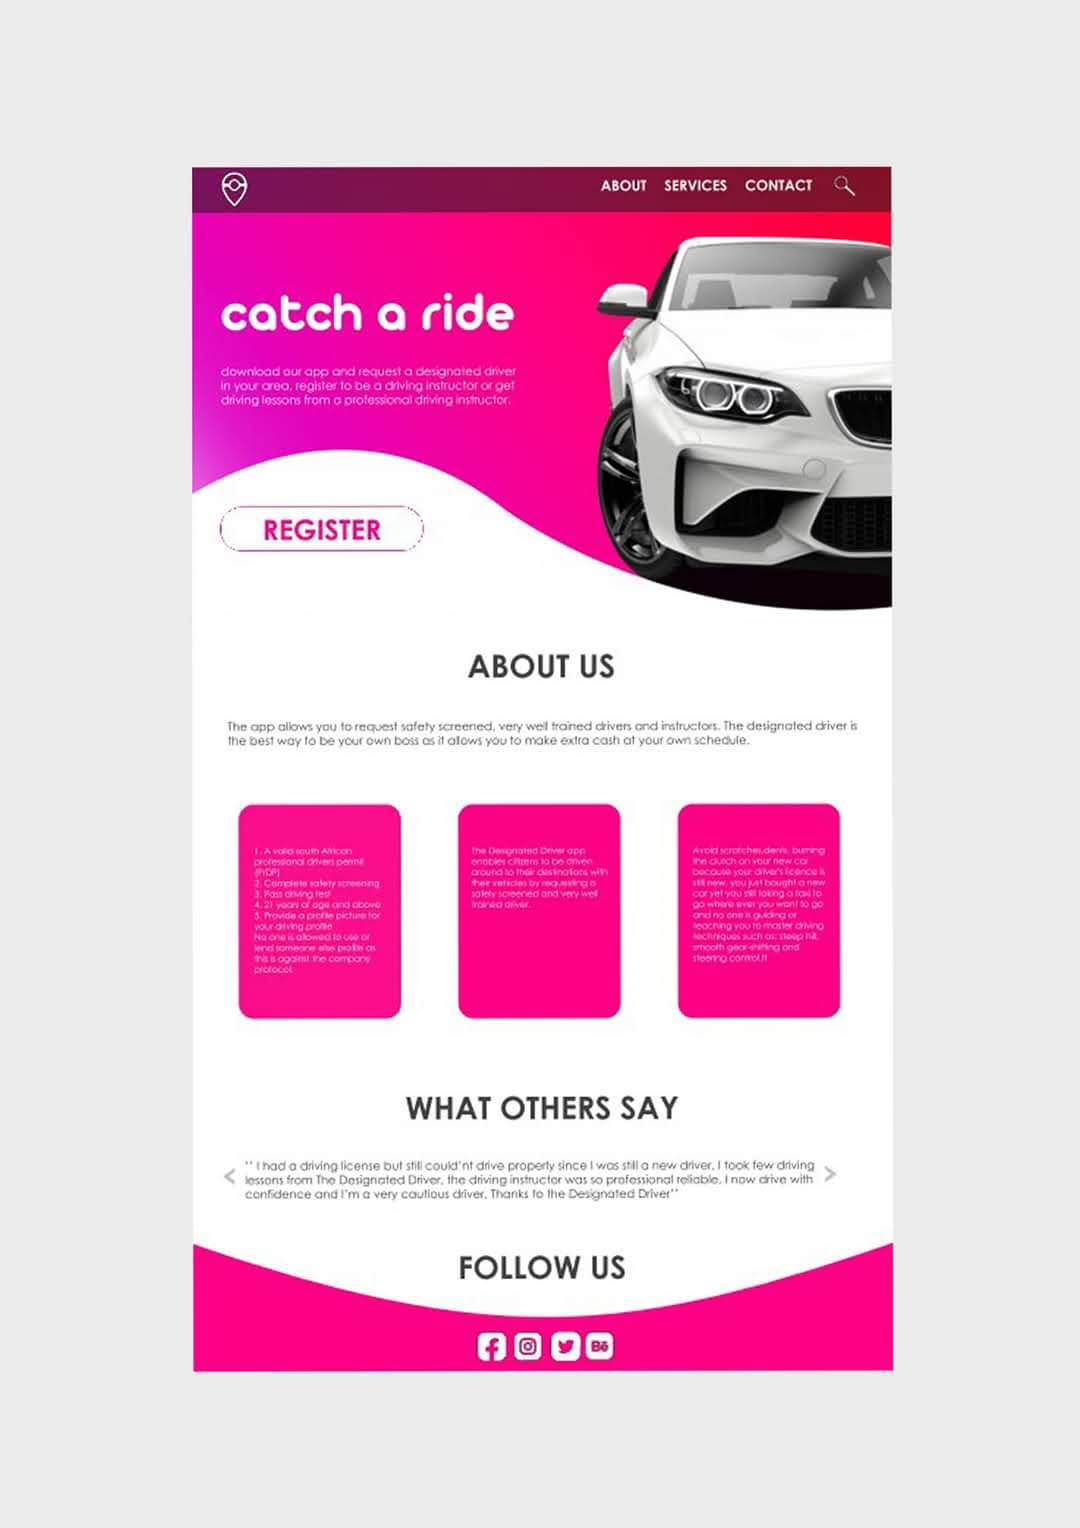 ABOUT SERVICES CONTACT
catch a ride
download our app and request a designated driver
in your area, register to be a driving instructor or get
driving lessons from a professional driving instructor.
REGISTER
ABOUT US
The app allows you to request safety screened, very well trained drivers and instructors. The designated driver is
the best way to be your own boss as it allows you to make extra cash at your own schedule.
1. A valid south African
professional drivers permit
(PrDP)
2. Complete safety screening
3. Pass driving test
4. 21 years of age and above
5. Provide a profile picture for
your driving profile
No one is allowed to use or
lend someone else profile as
this is against the company
protocol.
The Designated Driver app
enables citizens to be driven
around to their destinations with
their vehicles by requesting a
safety screened and very well
trained driver.
Avoid scratches,dents, burning
the clutch on your new car
because your driver's licence is
still new, you just bought a new
car yet you still taking a taxi to
go where ever you want to go
and no one is guiding or
teaching you to master driving
techniques such as: steep hill,
smooth gear-shifting and
steering control.!!
WHAT OTHERS SAY
'' I had a driving license but still could'nt drive properly since I was still a new driver, I took few driving
lessons from The Designated Driver, the driving instructor was so professional reliable, I now drive with
confidence and I'm a very cautious driver, Thanks to the Designated Driver''
FOLLOW US
Bē